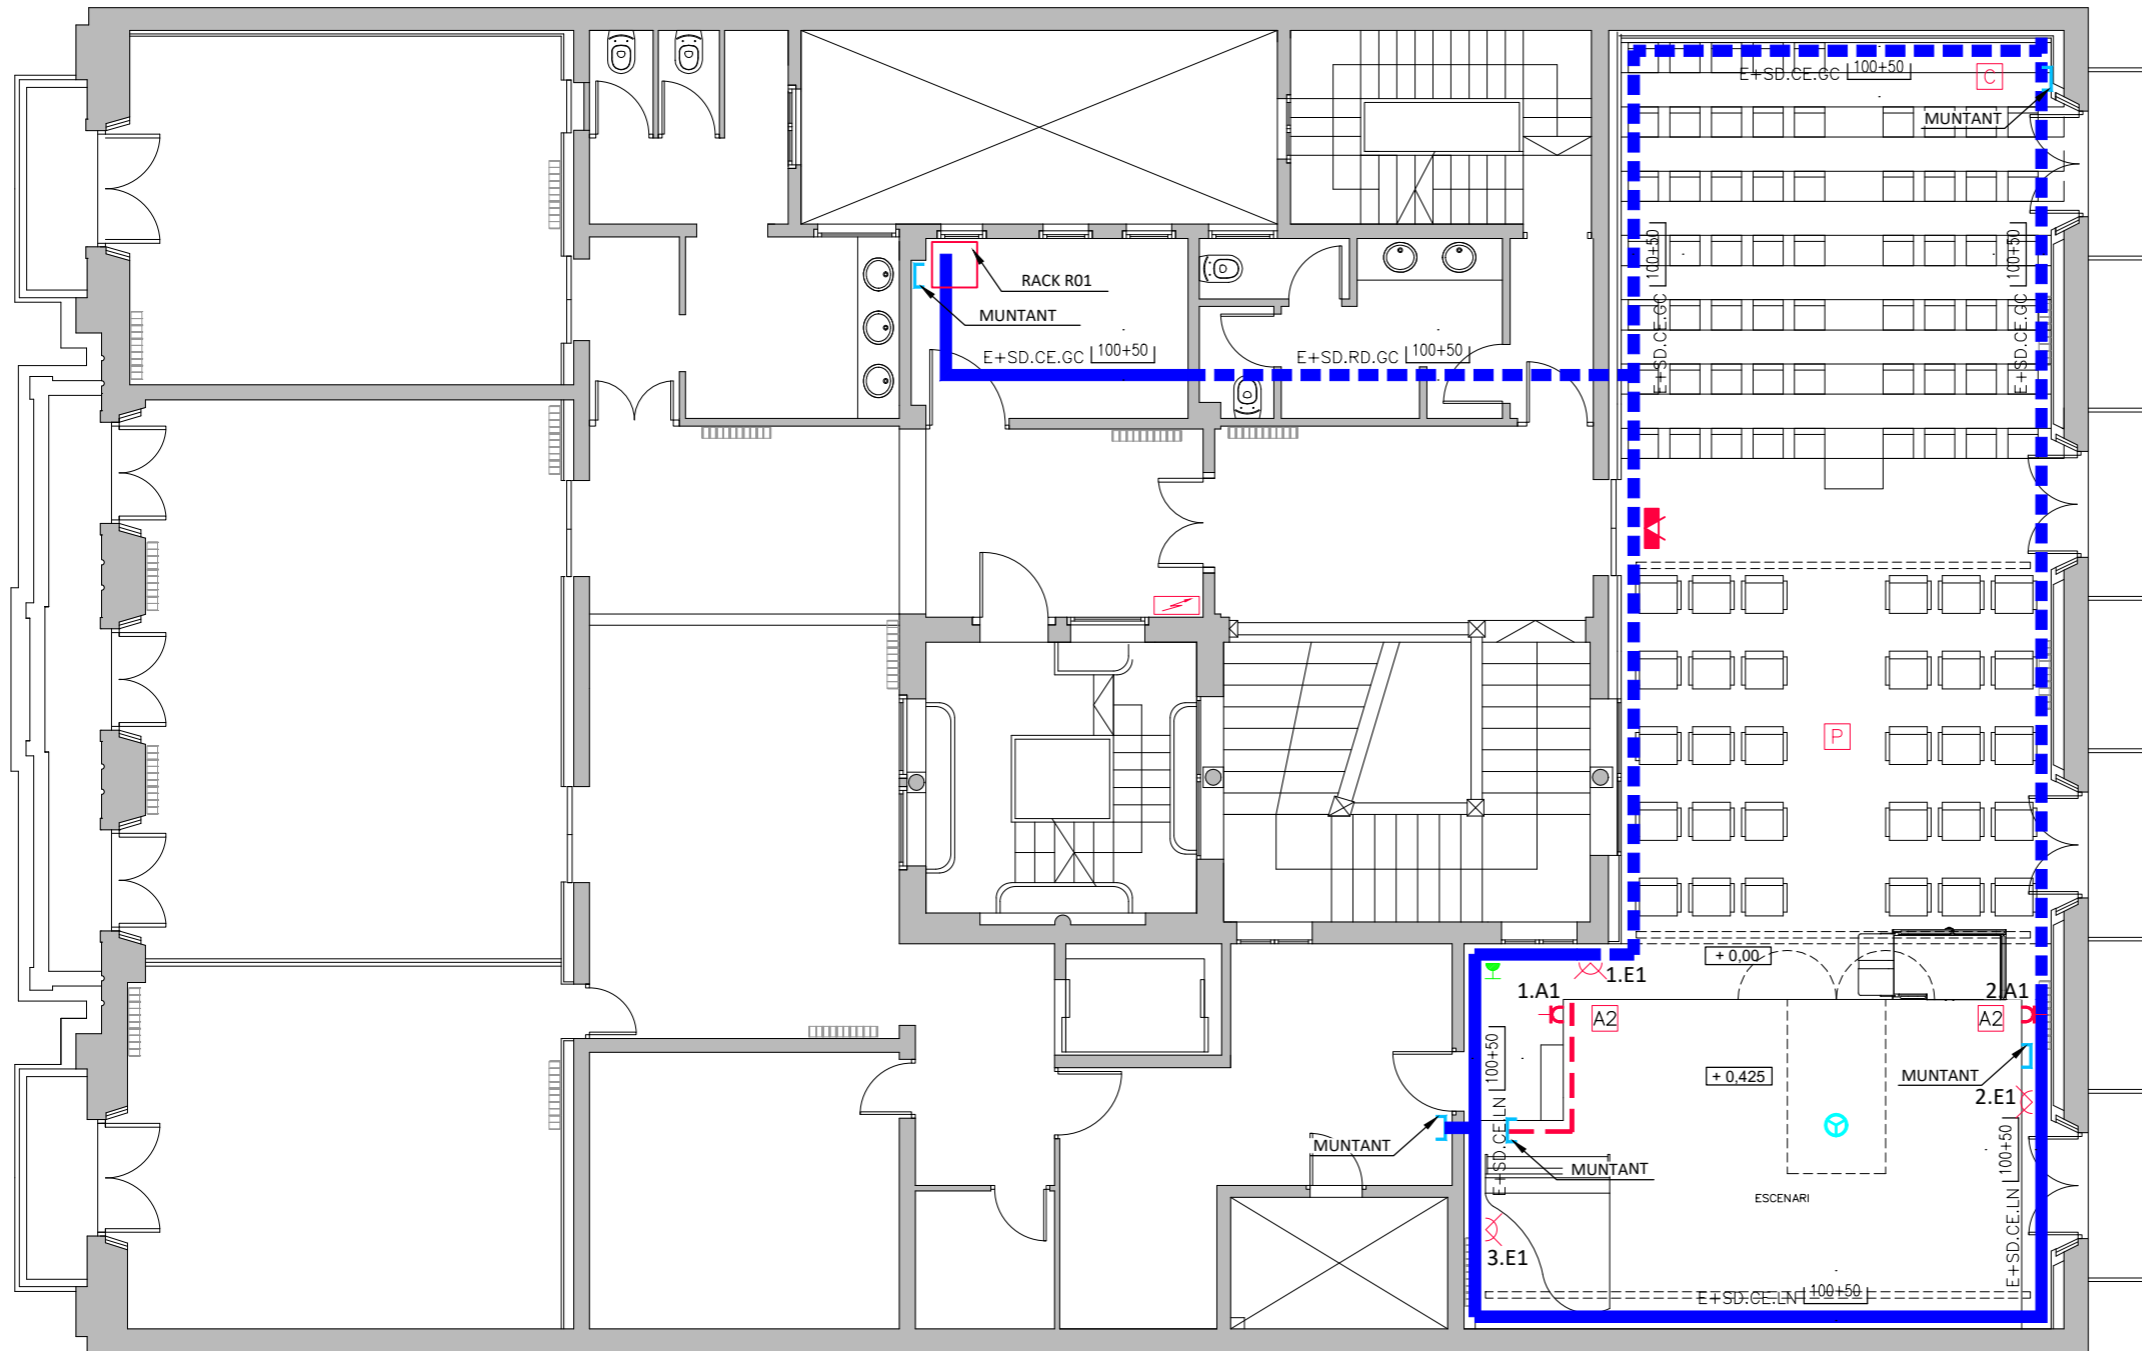 E+SD.CE.GC 100+50
C
MUNTANT
RACK R01
MUNTANT
E+SD.CE.GC 100+50
E+SD.RD.GC 100+50
E+SD.CE.GC 100+50
E+SD.CE.GC 100+50
P
+ 0,00
1.E1
1.A1
A2
2.A1
A2
+ 0,425
MUNTANT
2.E1
MUNTANT
MUNTANT
E+SD.CE.LN 100+50
ESCENARI
E+SD.CE.LN 100+50
3.E1
E+SD.CE.LN 100+50